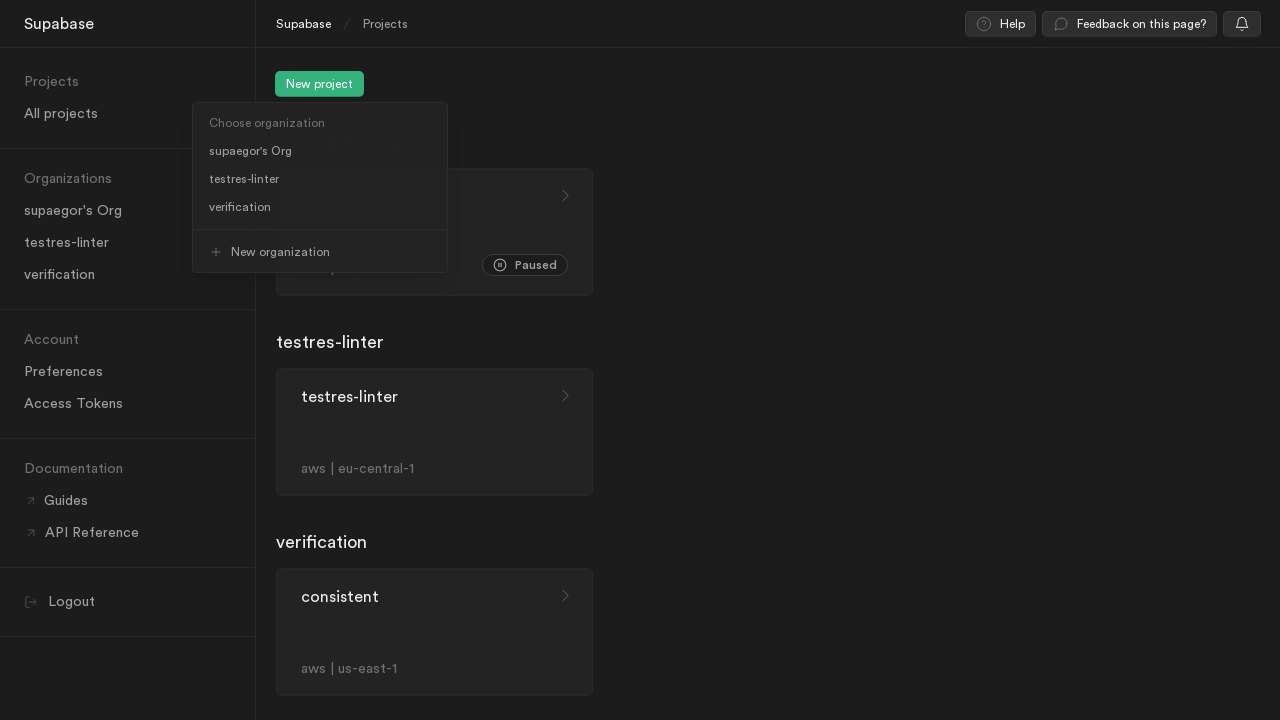 Supabase
Projects
All projects
Organizations
supaegor's Org
testres-linter
verification
Account
Preferences
Access Tokens
Documentation
Guides
API Reference
Logout
Supabase / Projects
Help
Feedback on this page?
New project
Choose organization
supaegor's Org
testres-linter
verification
New organization
Paused
testres-linter
testres-linter
aws | eu-central-1
verification
consistent
aws | us-east-1